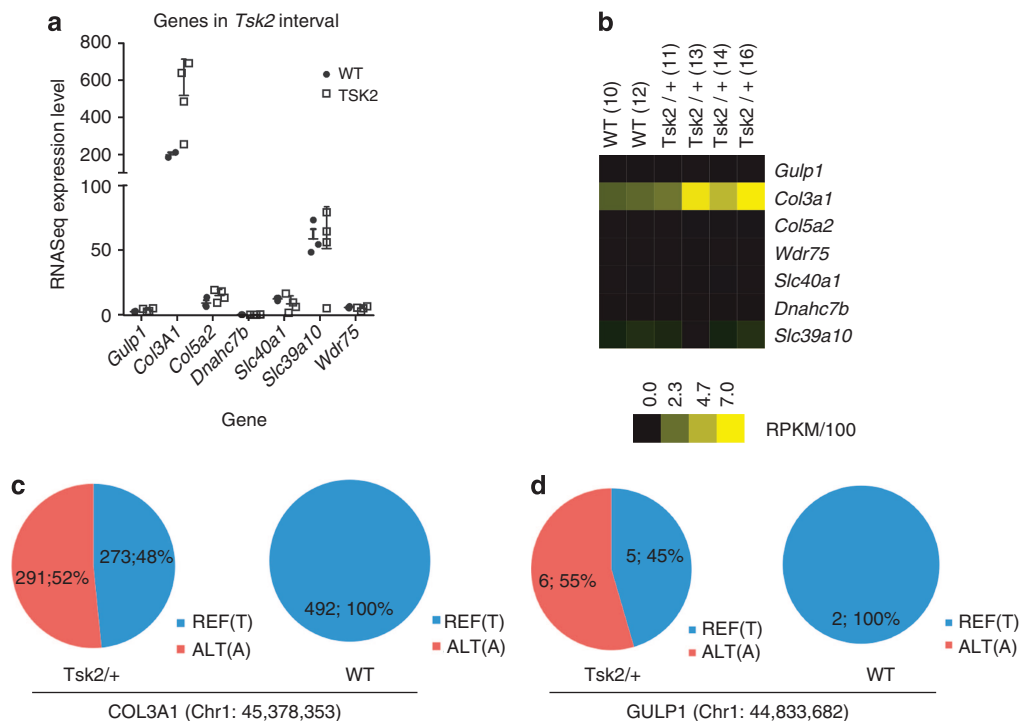 a
Genes in Tsk2 interval
RNASeq expression level
800
600
400
200
100
50
0
WT
TSK2
Gulp1
Col3A1
Col5a2
Dnahc7b
Slc40a1
Slc39a10
Wdr75
Gene
b
WT (10)
WT (12)
Tsk2 / + (11)
Tsk2 / + (13)
Tsk2 / + (14)
Tsk2 / + (16)
Gulp1
Col3a1
Col5a2
Wdr75
Slc40a1
Dnahc7b
Slc39a10
0.0
2.3
4.7
7.0
RPKM/100
c
273;48%
291;52%
REF(T)
ALT(A)
Tsk2/+
492; 100%
REF(T)
ALT(A)
WT
COL3A1 (Chr1: 45,378,353)
d
5; 45%
6; 55%
REF(T)
ALT(A)
Tsk2/+
2; 100%
REF(T)
ALT(A)
WT
GULP1 (Chr1: 44,833,682)